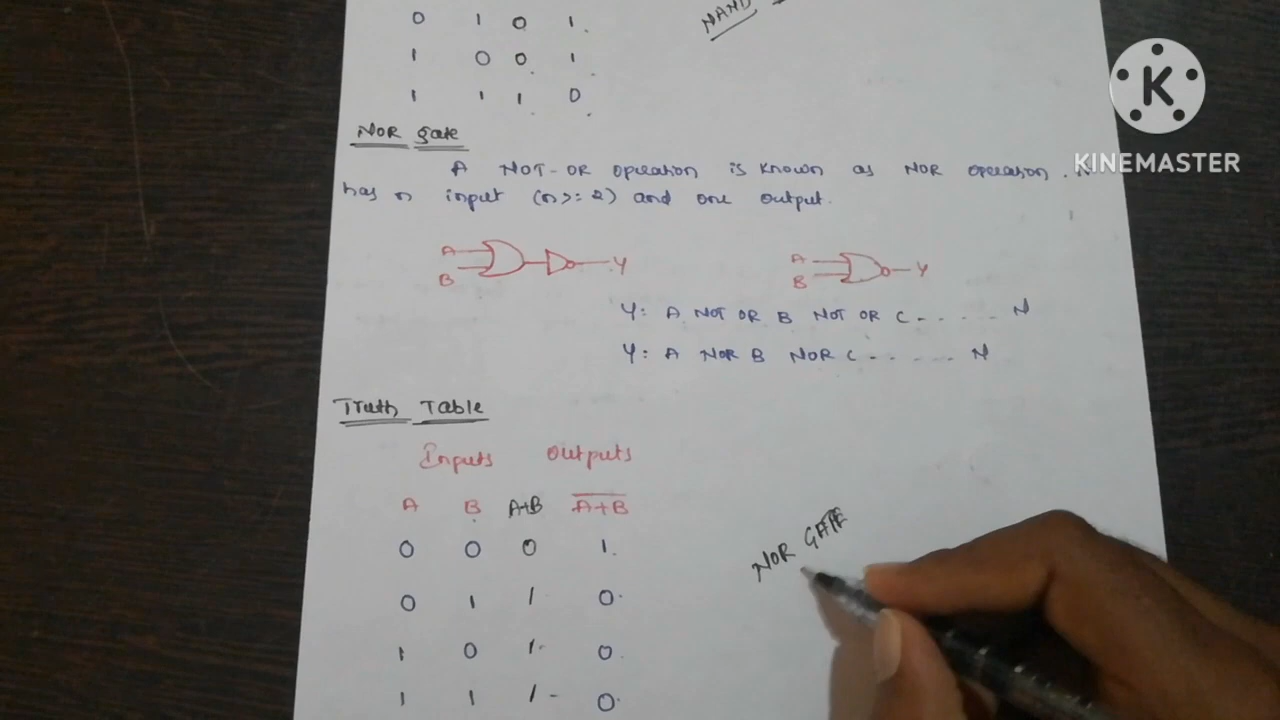 0 1 0 1
NAND
1 0 0 1
1 1 1 0
KINEMASTER
NOR gate
A NOT-OR operation is known as NOR operation.
has n input (n>=2) and one output.
A
B
Y
A
B
Y
Y: A NOT OR B NOT OR C ------ N
Y: A NOR B NOR C ------ N
Truth Table
Inputs Outputs
A B A+B A̅+̅B̅
0 0 0 1
0 1 1 0
1 0 1 0
1 1 1 0
NOR GATE